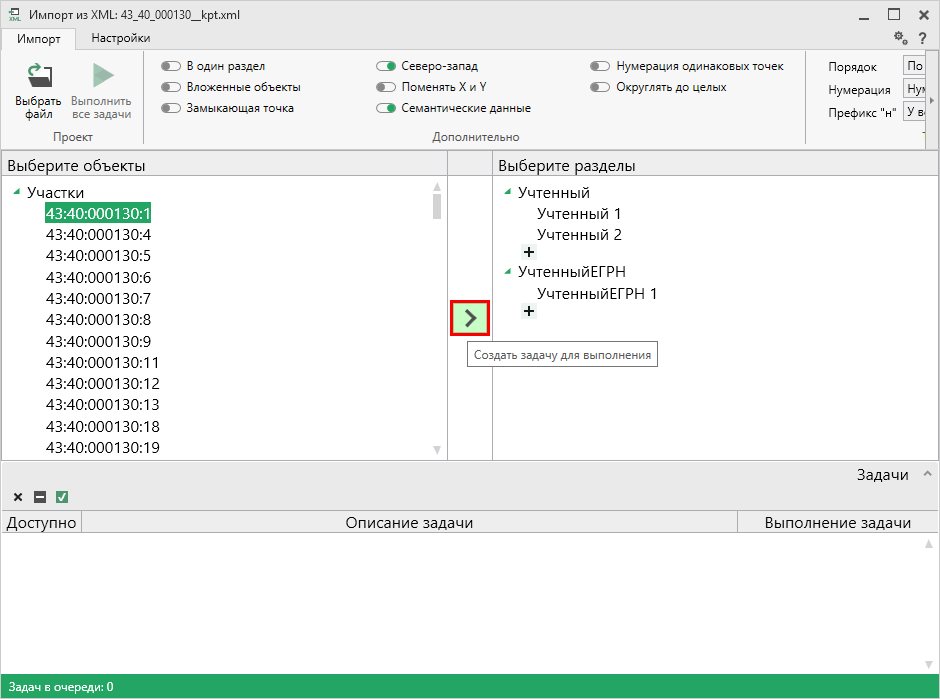 Импорт из XML: 43_40_000130__kpt.xml
Импорт
Настройки
?
Выбрать файл
Выполнить все задачи
Проект
В один раздел
Вложенные объекты
Замыкающая точка
Северо-запад
Поменять X и Y
Семантические данные
Нумерация одинаковых точек
Округлять до целых
Дополнительно
Порядок
По
Нумерация
Нум
Префикс "н"
У в
Выберите объекты
Выберите разделы
Участки
43:40:000130:1
43:40:000130:4
43:40:000130:5
43:40:000130:6
43:40:000130:7
43:40:000130:8
43:40:000130:9
43:40:000130:11
43:40:000130:12
43:40:000130:13
43:40:000130:18
43:40:000130:19
Учтенный
Учтенный 1
Учтенный 2
+
УчтенныйЕГРН
УчтенныйЕГРН 1
+
Создать задачу для выполнения
Задачи
Доступно
Описание задачи
Выполнение задачи
Задач в очереди: 0